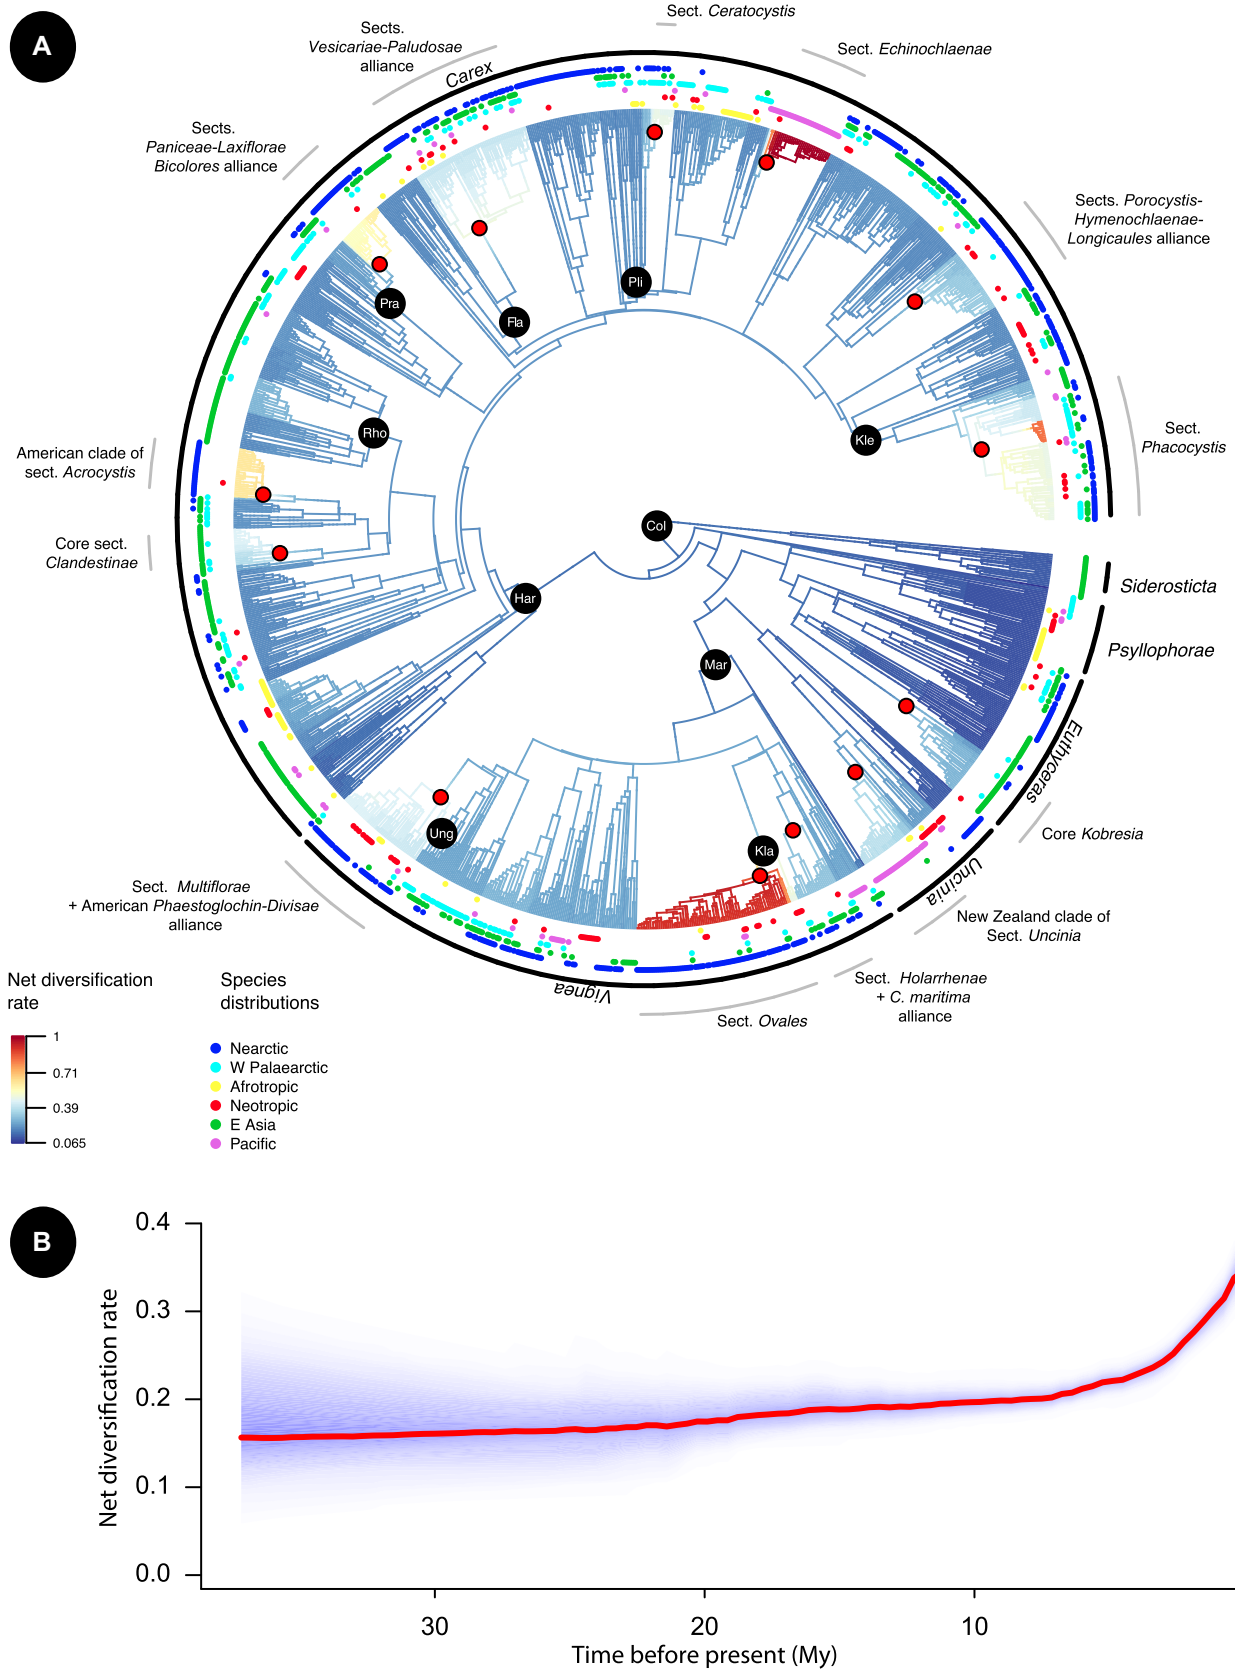 A
Sect. Ceratocystis
Sects.
Vesicariae-Paludosae
alliance
Sect. Echinochlaenae
Carex
Sects.
Paniceae-Laxiflorae
Bicolores alliance
Sects. Porocystis-
Hymenochlaenae-
Longicaules alliance
Pli
Pra
Fla
Rho
Kle
Sect.
Phacocystis
American clade of
sect. Acrocystis
Col
Core sect.
Clandestinae
Siderosticta
Har
Psyllophorae
Mar
Euthyceras
Ung
Kla
Core Kobresia
Uncinia
Sect. Multiflorae
+ American Phaestoglochin-Divisae
alliance
New Zealand clade of
Sect. Uncinia
Vignea
Sect. Holarrhenae
+ C. maritima
alliance
Sect. Ovales
Net diversification
rate
1
0.71
0.39
0.065
Species
distributions
Nearctic
W Palaearctic
Afrotropic
Neotropic
E Asia
Pacific
B
0.4
0.3
0.2
0.1
0.0
Net diversification rate
30
20
10
Time before present (My)